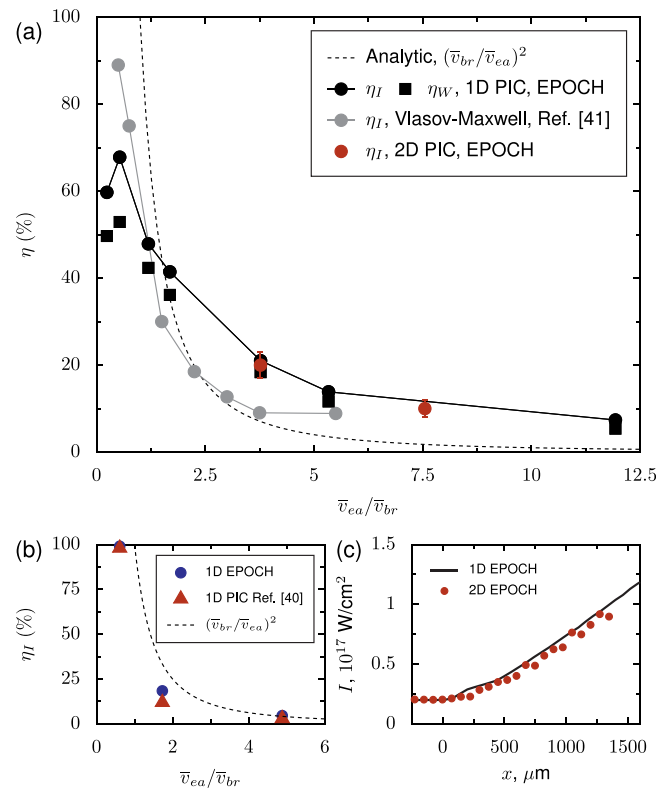 (a)
100
80
60
40
20
0
η (%)
Analytic, (v̅br/v̅ea)²
ηI ηW, 1D PIC, EPOCH
ηI, Vlasov-Maxwell, Ref. [41]
ηI, 2D PIC, EPOCH
0 2.5 5 7.5 10 12.5
v̅ea/v̅br
(b)
100
75
50
25
0
ηI (%)
1D EPOCH
1D PIC Ref. [40]
(v̅br/v̅ea)²
0 2 4 6
v̅ea/v̅br
(c)
1.5
1
0.5
0
I, 10¹⁷ W/cm²
1D EPOCH
2D EPOCH
0 500 1000 1500
x, μm